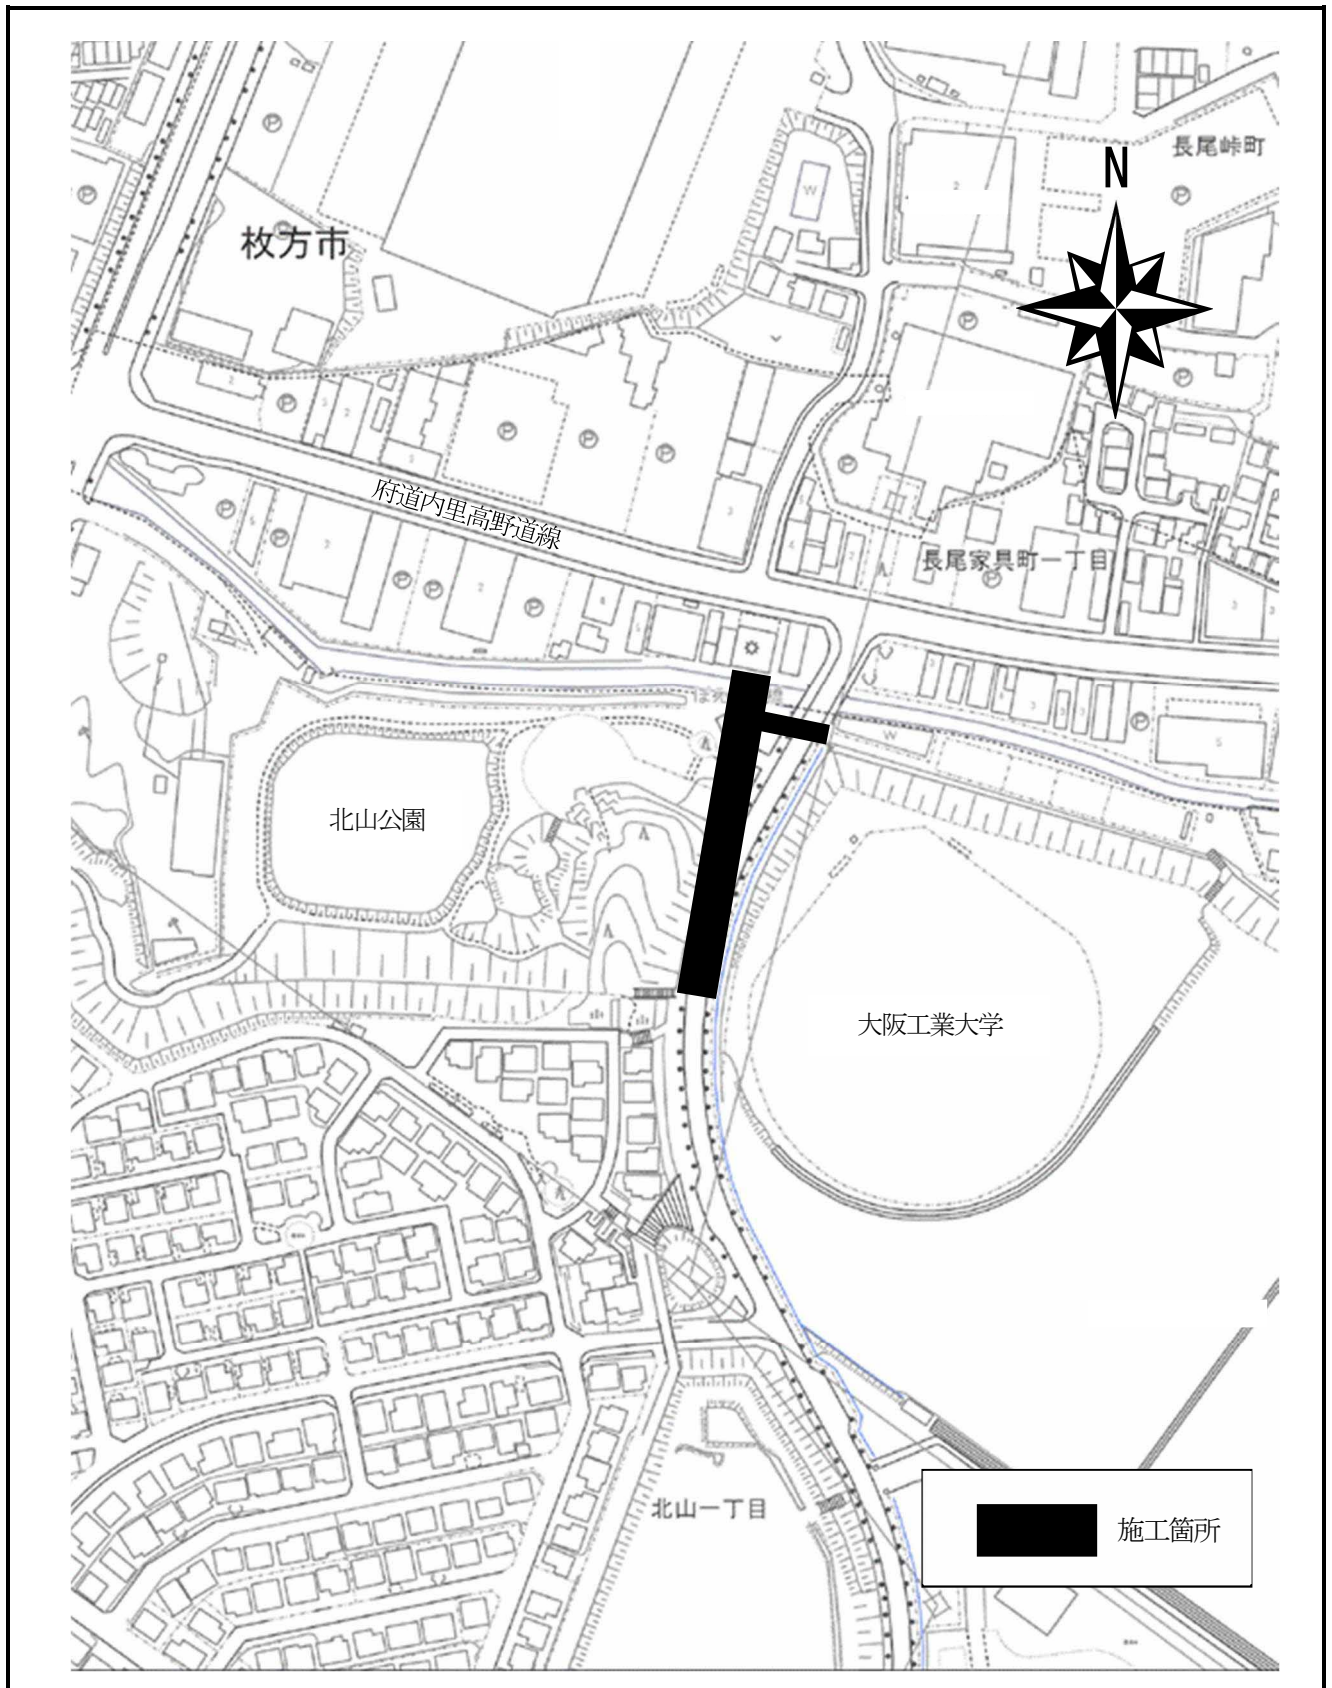 長尾峠町
N
枚方市
府道内里高野道線
長尾家具町一丁目
北山公園
大阪工業大学
北山一丁目
施工箇所